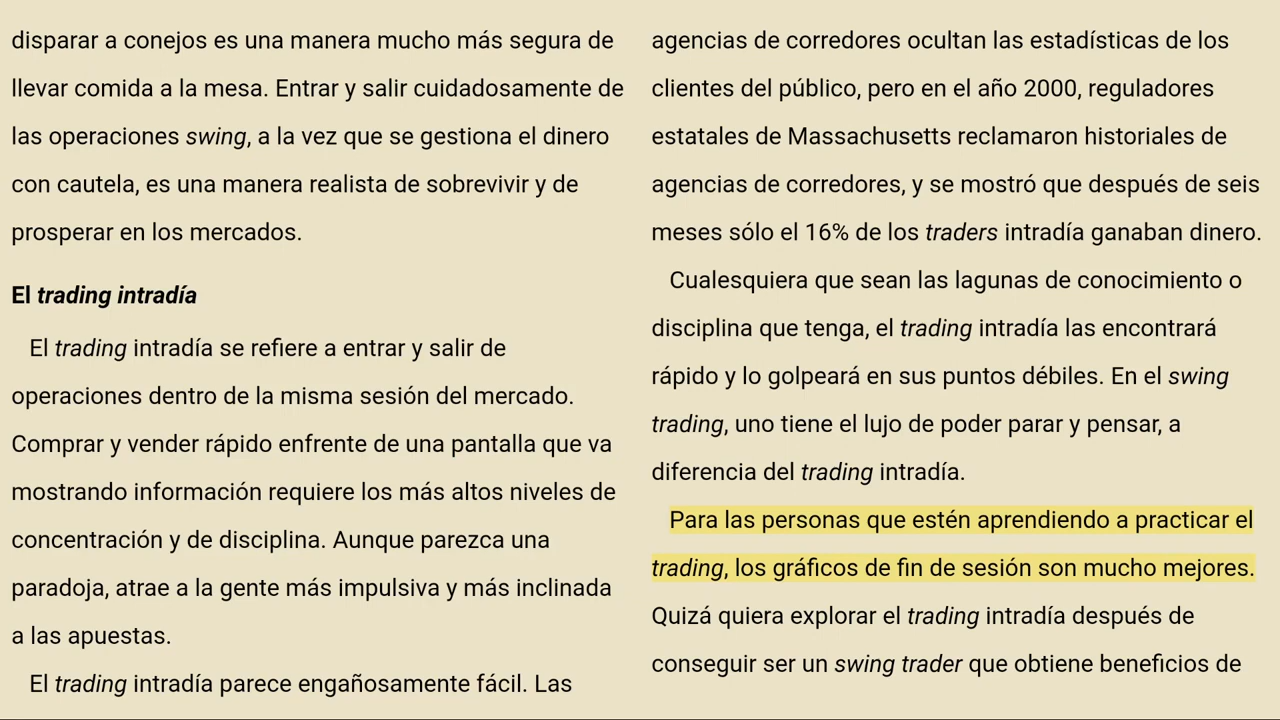 disparar a conejos es una manera mucho más segura de
llevar comida a la mesa. Entrar y salir cuidadosamente de
las operaciones swing, a la vez que se gestiona el dinero
con cautela, es una manera realista de sobrevivir y de
prosperar en los mercados.
El trading intradía
El trading intradía se refiere a entrar y salir de
operaciones dentro de la misma sesión del mercado.
Comprar y vender rápido enfrente de una pantalla que va
mostrando información requiere los más altos niveles de
concentración y de disciplina. Aunque parezca una
paradoja, atrae a la gente más impulsiva y más inclinada
a las apuestas.
El trading intradía parece engañosamente fácil. Las
agencias de corredores ocultan las estadísticas de los
clientes del público, pero en el año 2000, reguladores
estatales de Massachusetts reclamaron historiales de
agencias de corredores, y se mostró que después de seis
meses sólo el 16% de los traders intradía ganaban dinero.
Cualesquiera que sean las lagunas de conocimiento o
disciplina que tenga, el trading intradía las encontrará
rápido y lo golpeará en sus puntos débiles. En el swing
trading, uno tiene el lujo de poder parar y pensar, a
diferencia del trading intradía.
Para las personas que estén aprendiendo a practicar el
trading, los gráficos de fin de sesión son mucho mejores.
Quizá quiera explorar el trading intradía después de
conseguir ser un swing trader que obtiene beneficios de